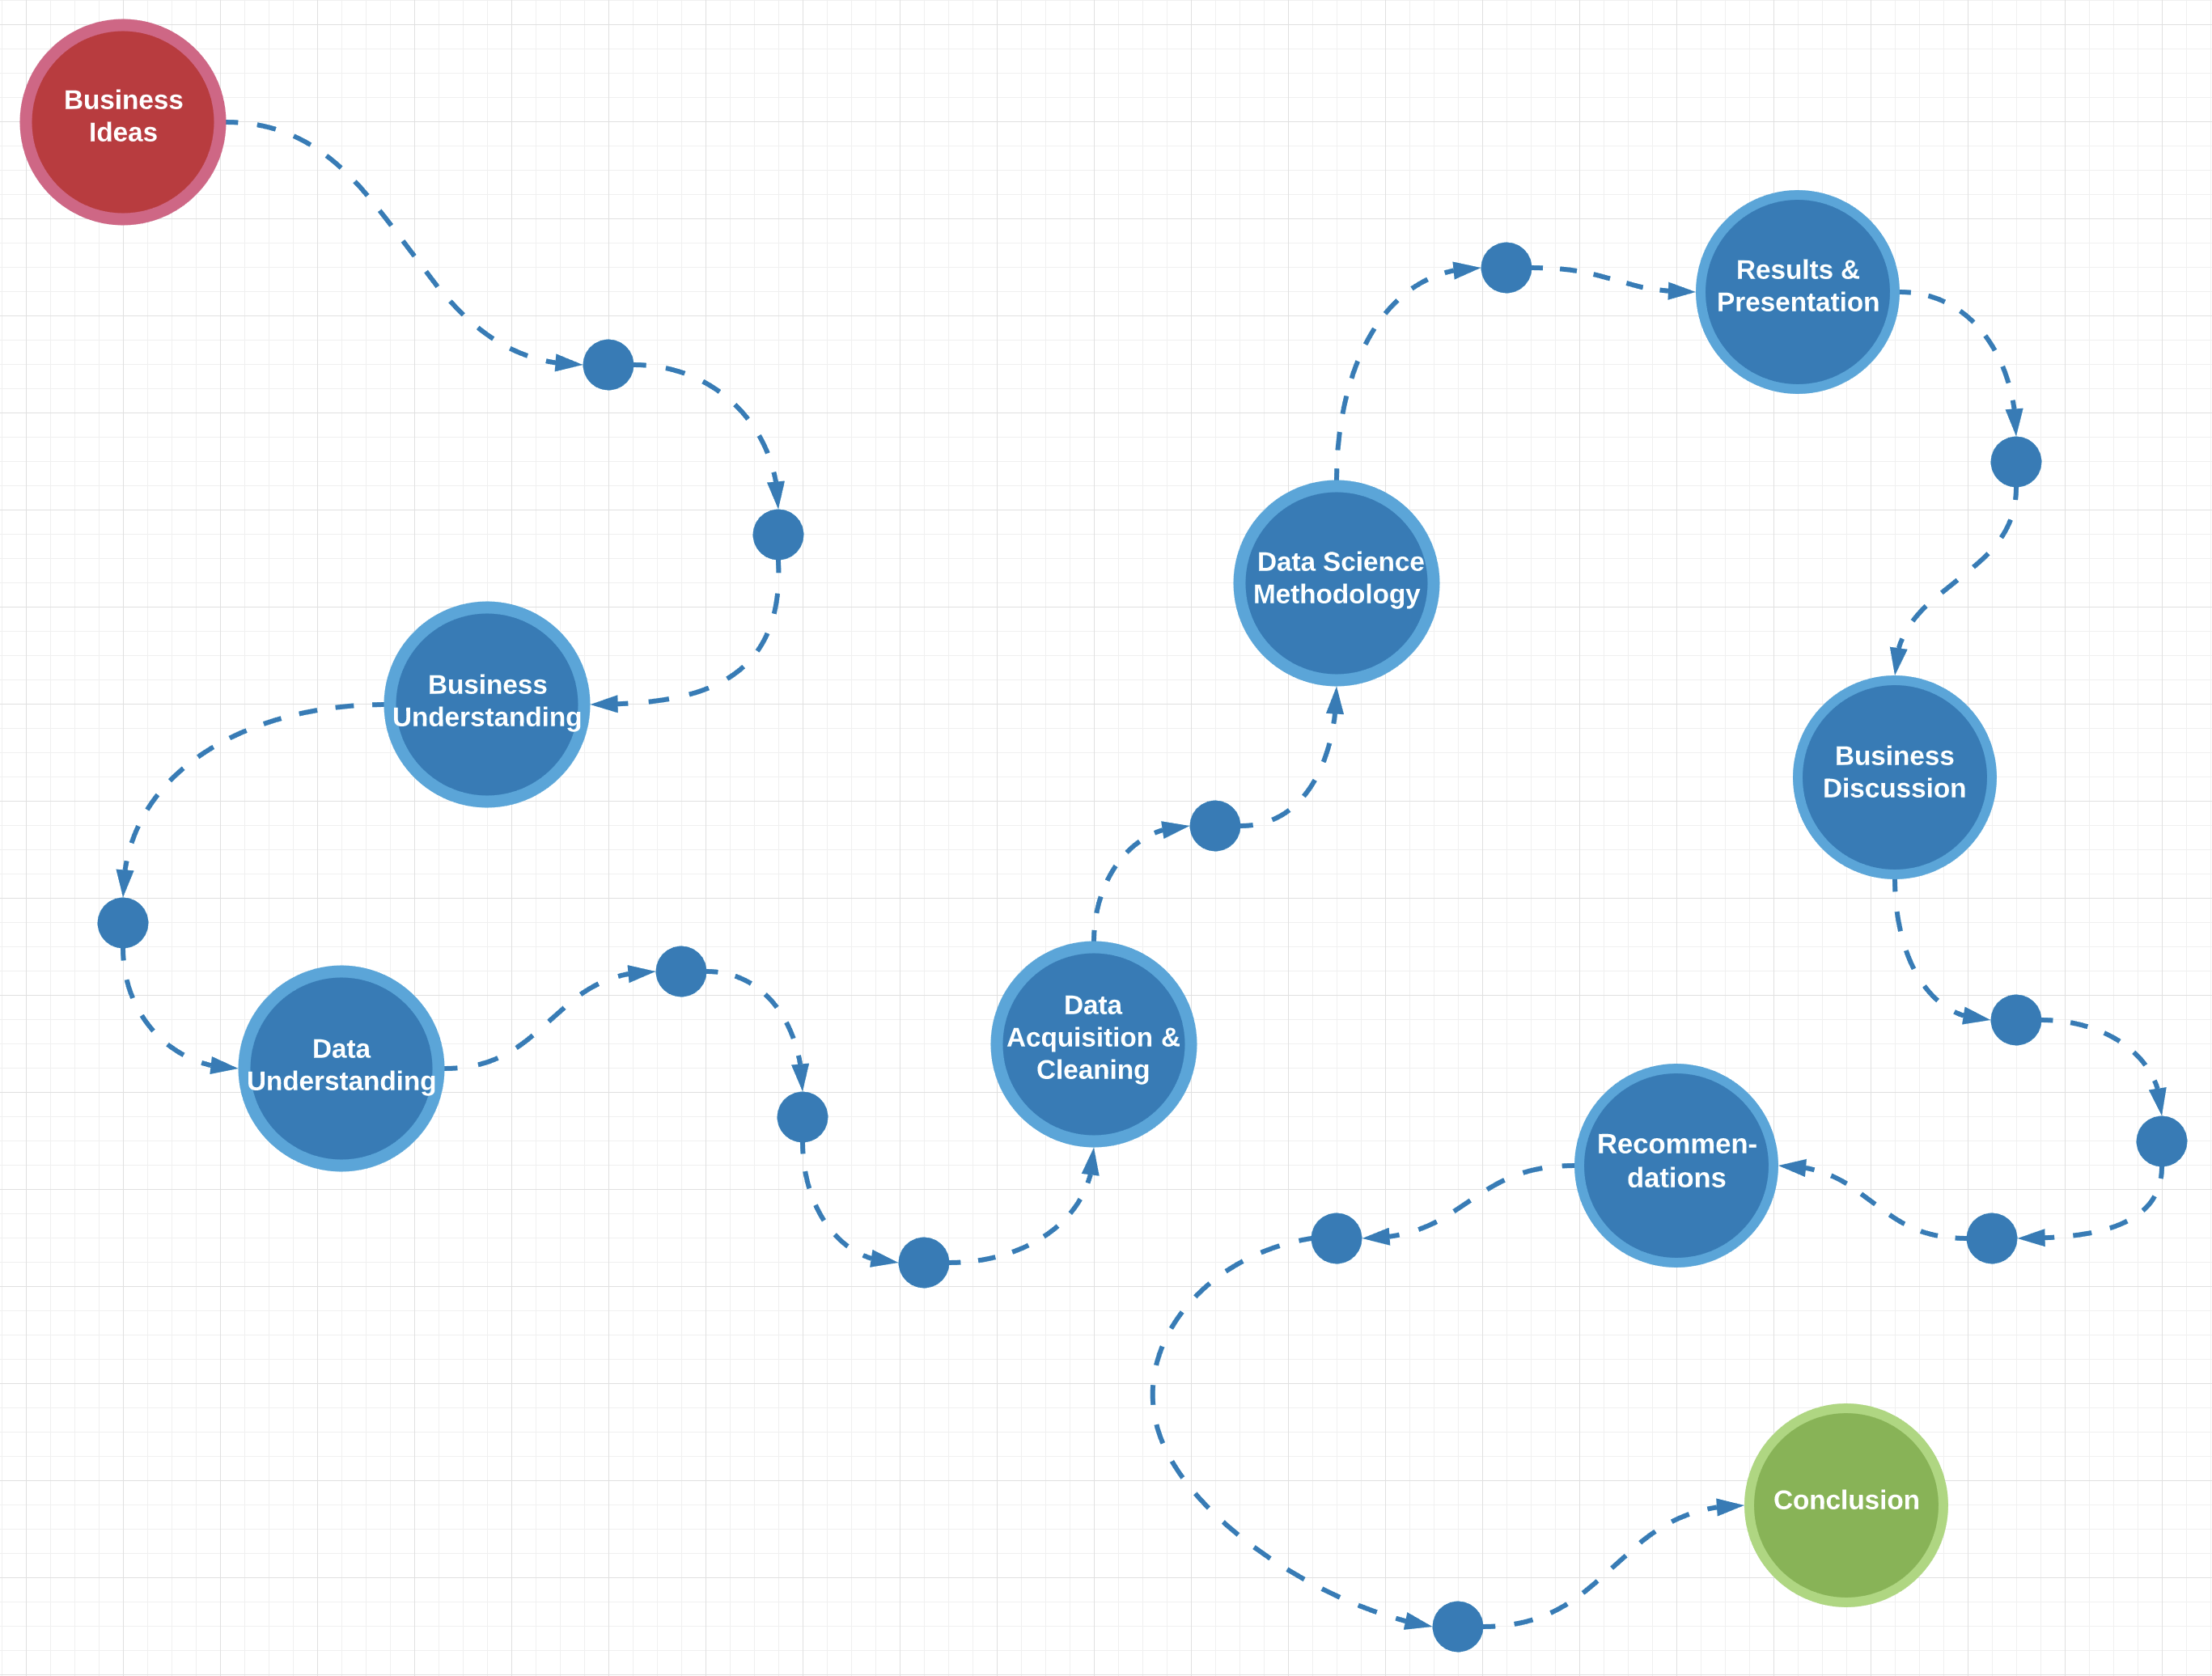 Business
Ideas
Business
Understanding
Data
Understanding
Data
Acquisition &
Cleaning
Data Science
Methodology
Results &
Presentation
Business
Discussion
Recommen-
dations
Conclusion